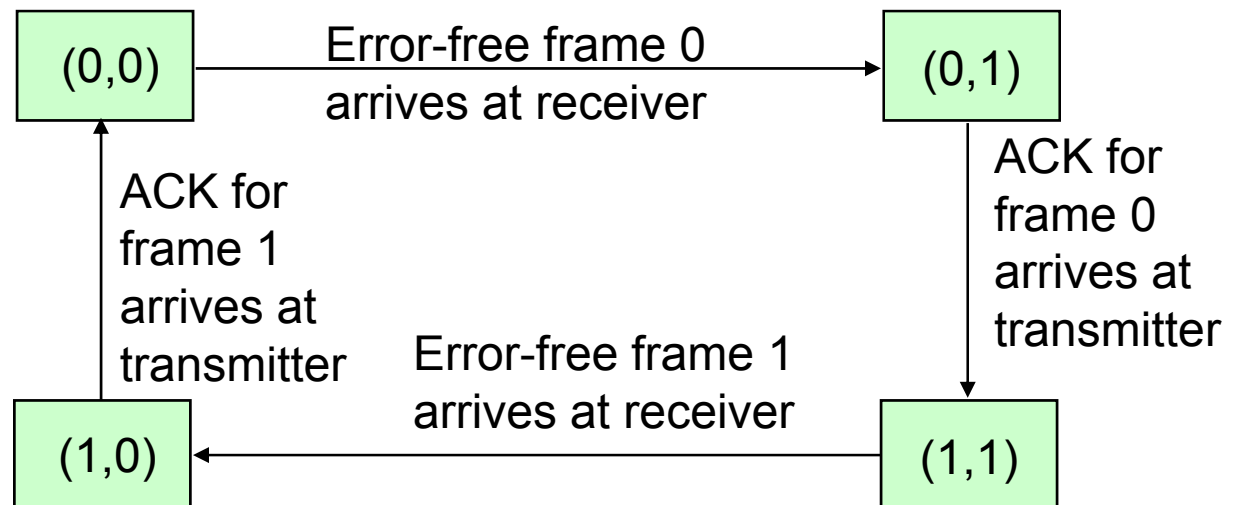 (0,0)
Error-free frame 0
arrives at receiver
(0,1)
ACK for
frame 0
arrives at
transmitter
ACK for
frame 1
arrives at
transmitter
Error-free frame 1
arrives at receiver
(1,0)
(1,1)